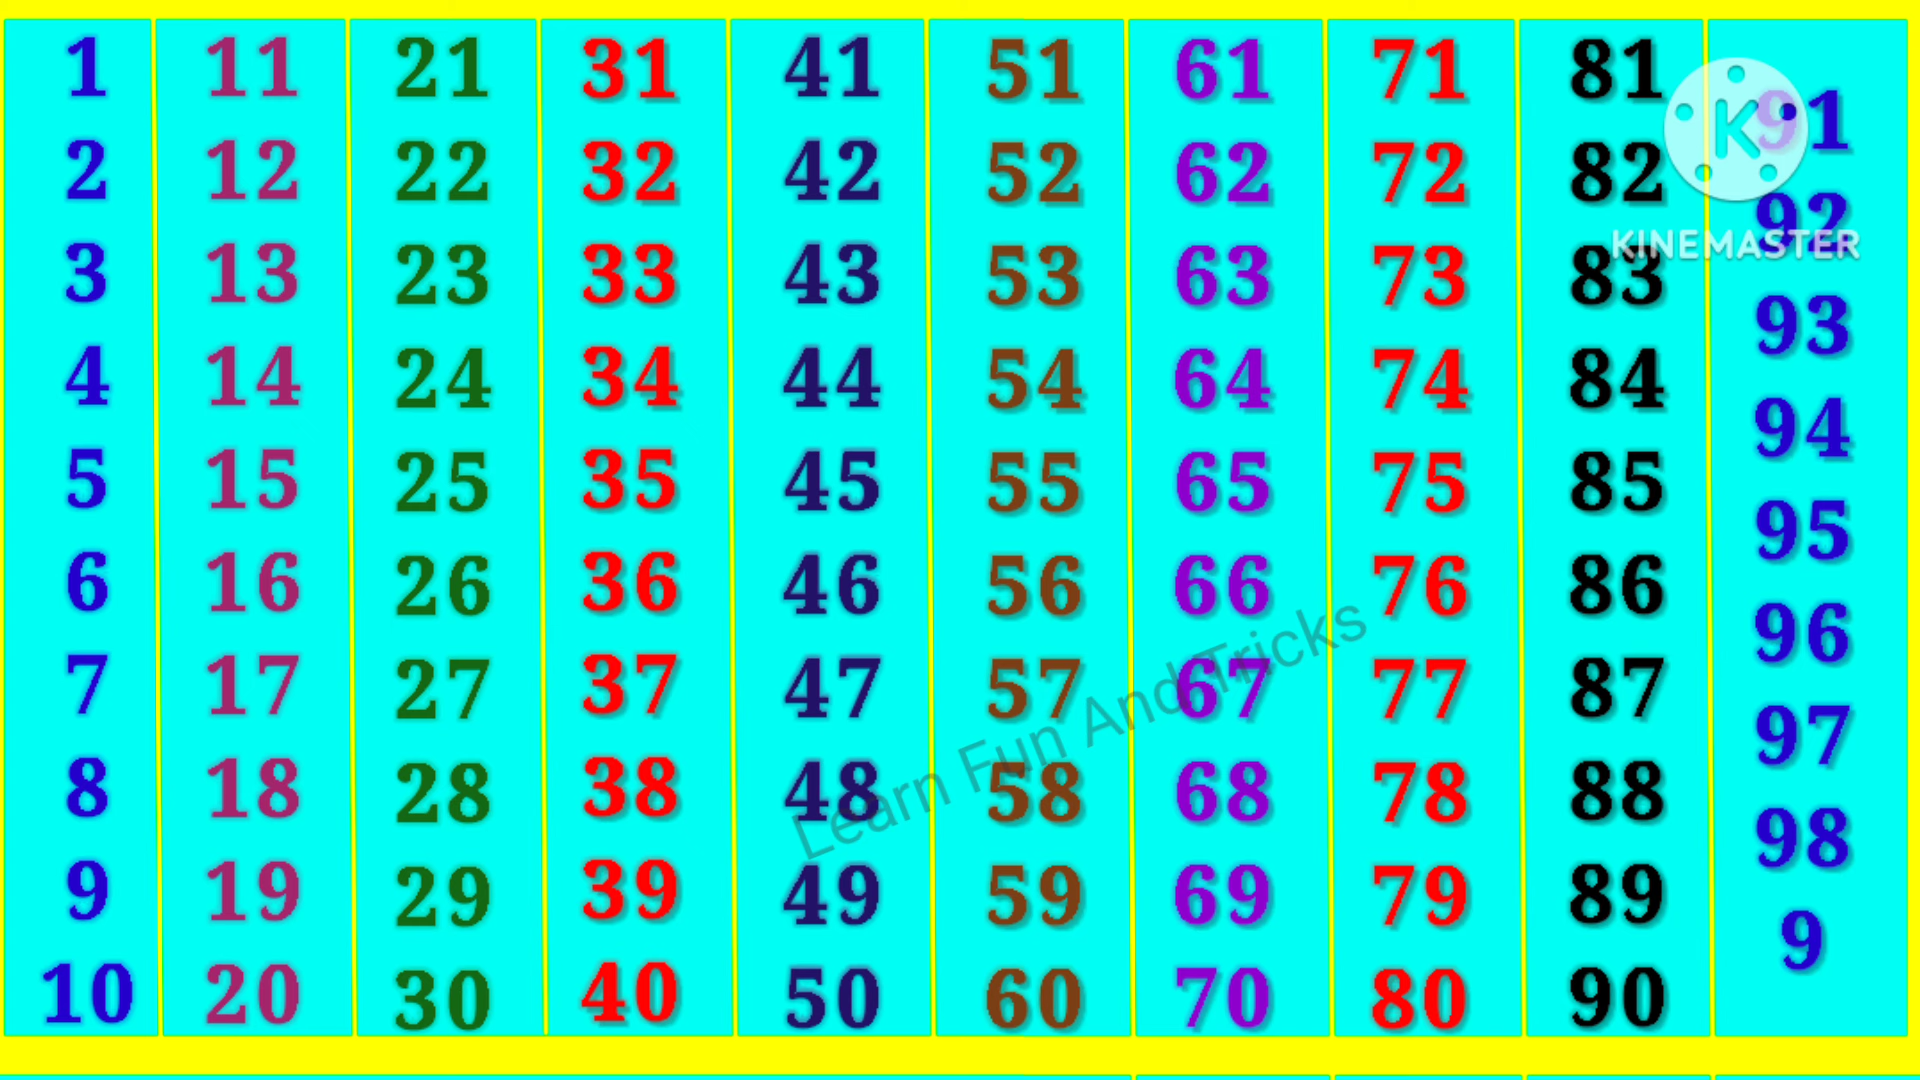 1 11 21 31 41 51 61 71 81 91
2 12 22 32 42 52 62 72 82 92
3 13 23 33 43 53 63 73 83 93
4 14 24 34 44 54 64 74 84 94
5 15 25 35 45 55 65 75 85 95
6 16 26 36 46 56 66 76 86 96
7 17 27 37 47 57 67 77 87 97
8 18 28 38 48 58 68 78 88 98
9 19 29 39 49 59 69 79 89 9
10 20 30 40 50 60 70 80 90
K
KINEMASTER
Learn Fun And Tricks